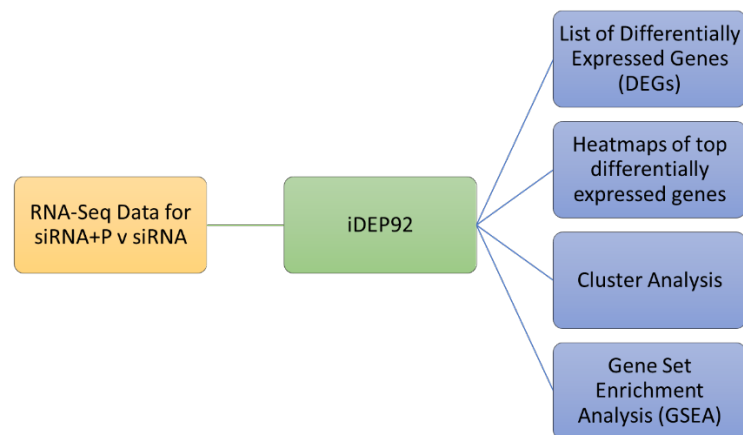 RNA-Seq Data for
siRNA+P v siRNA
iDEP92
List of Differentially
Expressed Genes
(DEGs)
Heatmaps of top
differentially
expressed genes
Cluster Analysis
Gene Set
Enrichment
Analysis (GSEA)